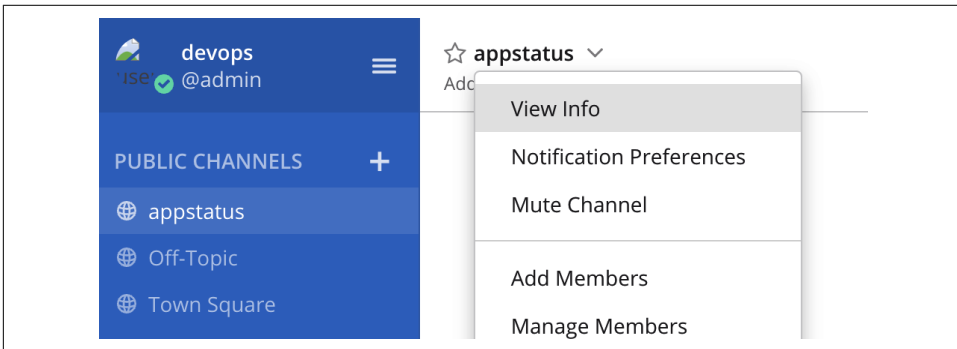 devops
@admin
PUBLIC CHANNELS +
appstatus
Off-Topic
Town Square
appstatus
Add
View Info
Notification Preferences
Mute Channel
Add Members
Manage Members